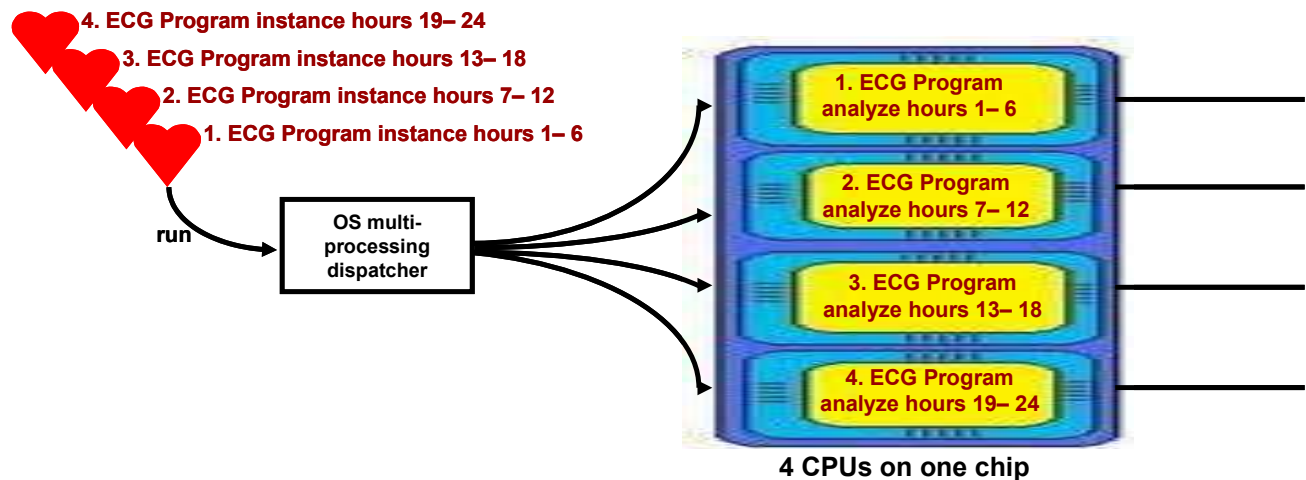 4. ECG Program instance hours 19– 24
3. ECG Program instance hours 13– 18
2. ECG Program instance hours 7– 12
1. ECG Program instance hours 1– 6
run
OS multi-
processing
dispatcher
1. ECG Program
analyze hours 1– 6
2. ECG Program
analyze hours 7– 12
3. ECG Program
analyze hours 13– 18
4. ECG Program
analyze hours 19– 24
4 CPUs on one chip